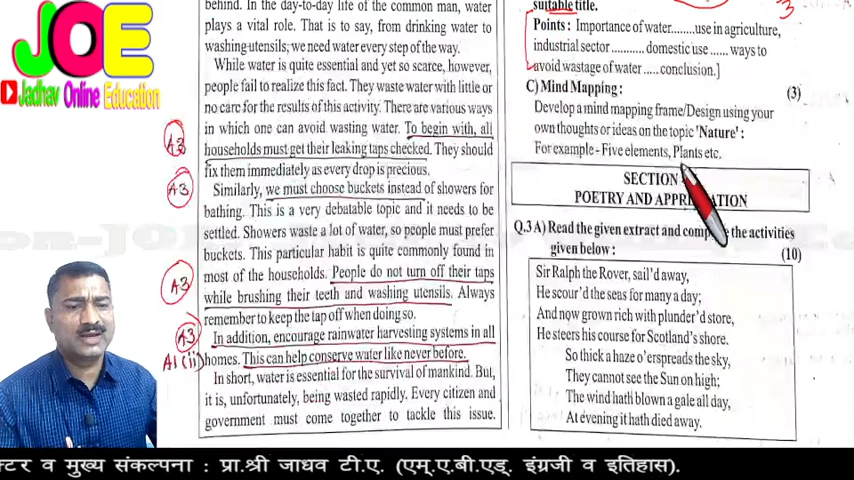 JOE
Jadhav Online Education
behind. In the day-to-day life of the common man, water
plays a vital role. That is to say, from drinking water to
washing utensils, we need water every step of the way.
While water is quite essential and yet so scarce, however,
people fail to realize this fact. They waste water with little or
no care for the results of this activity. There are various ways
in which one can avoid wasting water. To begin with, all
households must get their leaking taps checked. They should
fix them immediately as every drop is precious.
Similarly, we must choose buckets instead of showers for
bathing. This is a very debatable topic and it needs to be
settled. Showers waste a lot of water, so people must prefer
buckets. This particular habit is quite commonly found in
most of the households. People do not turn off their taps
while brushing their teeth and washing utensils. Always
remember to keep the tap off when doing so.
In addition, encourage rainwater harvesting systems in all
homes. This can help conserve water like never before.
In short, water is essential for the survival of mankind. But,
it is, unfortunately, being wasted rapidly. Every citizen and
government must come together to tackle this issue.
A3
A3
A3
A3
A1 (ii)
suitable title.
3
Points : Importance of water........use in agriculture,
industrial sector ........... domestic use ...... ways to
avoid wastage of water ..... conclusion.]
C) Mind Mapping :
(3)
Develop a mind mapping frame/Design using your
own thoughts or ideas on the topic 'Nature' :
For example - Five elements, Plants etc.
SECTION
POETRY AND APPRE ATION
Q.3 A) Read the given extract and comp the activities
given below :
(10)
Sir Ralph the Rover, sail'd away,
He scour'd the seas for many a day;
And now grown rich with plunder'd store,
He steers his course for Scotland's shore.
So thick a haze o'erspreads the sky,
They cannot see the Sun on high;
The wind hath blown a gale all day,
At evening it hath died away.
क्टर व मुख्य संकल्पना : प्रा.श्री जाधव टी.ए. (एम्.ए.बी.एड्. इंग्रजी व इतिहास).